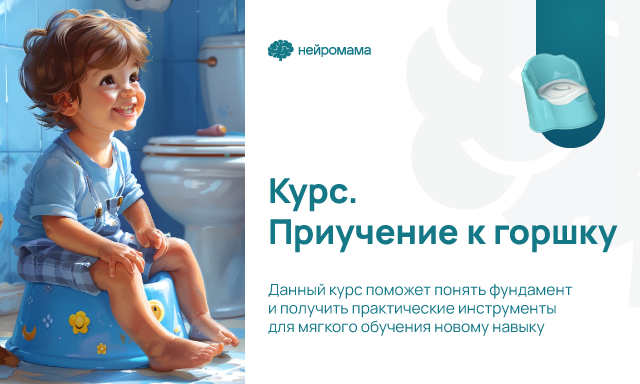 нейромама
Курс.
Приучение к горшку
Данный курс поможет понять фундамент
и получить практические инструменты
для мягкого обучения новому навыку